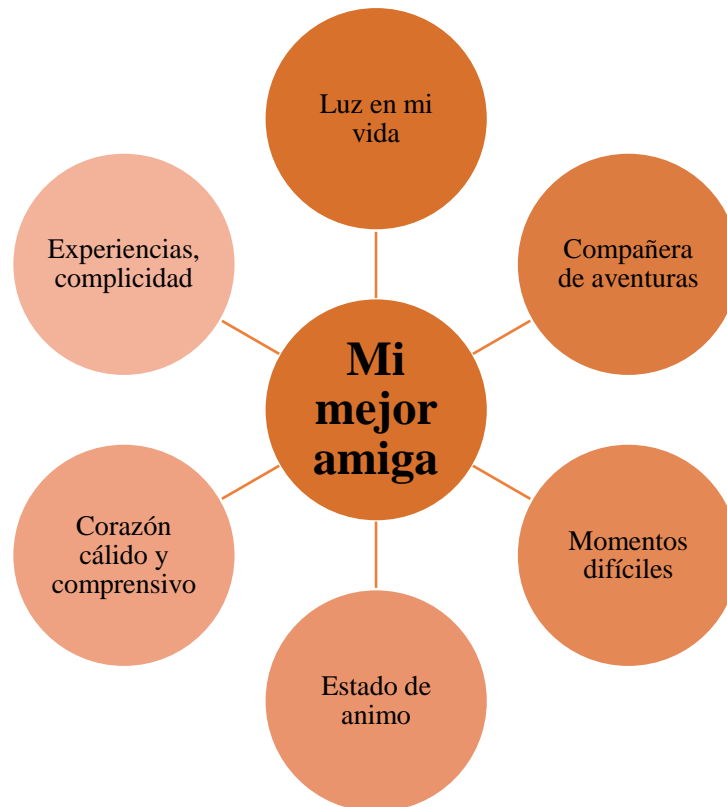 Luz en mi
vida
Compañera
de aventuras
Momentos
difíciles
Estado de
animo
Corazón
cálido y
comprensivo
Experiencias,
complicidad
Mi
mejor
amiga